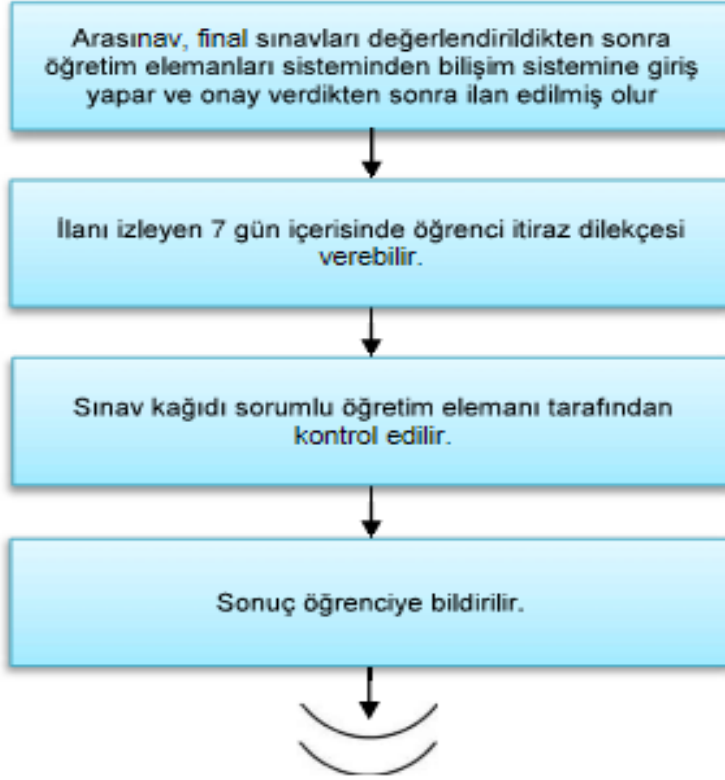 Arasınav, final sınavları değerlendirildikten sonra
öğretim elemanları sisteminden bilişim sistemine giriş
yapar ve onay verdikten sonra ilan edilmiş olur
İlanı izleyen 7 gün içerisinde öğrenci itiraz dilekçesi
verebilir.
Sınav kağıdı sorumlu öğretim elemanı tarafından
kontrol edilir.
Sonuç öğrenciye bildirilir.